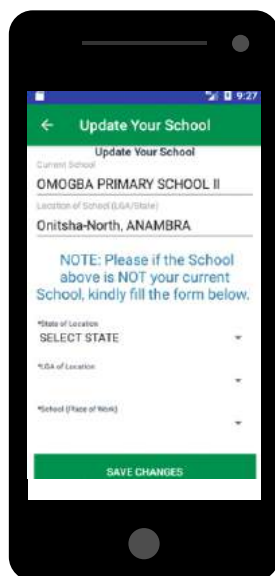 9:27
Update Your School
Update Your School
Current School
OMOGBA PRIMARY SCHOOL II
Location of School (LGA/State)
Onitsha-North, ANAMBRA
NOTE: Please if the School
above is NOT your current
School, kindly fill the form below.
*State of Location
SELECT STATE
*LGA of Location
*School (Place of Work)
SAVE CHANGES